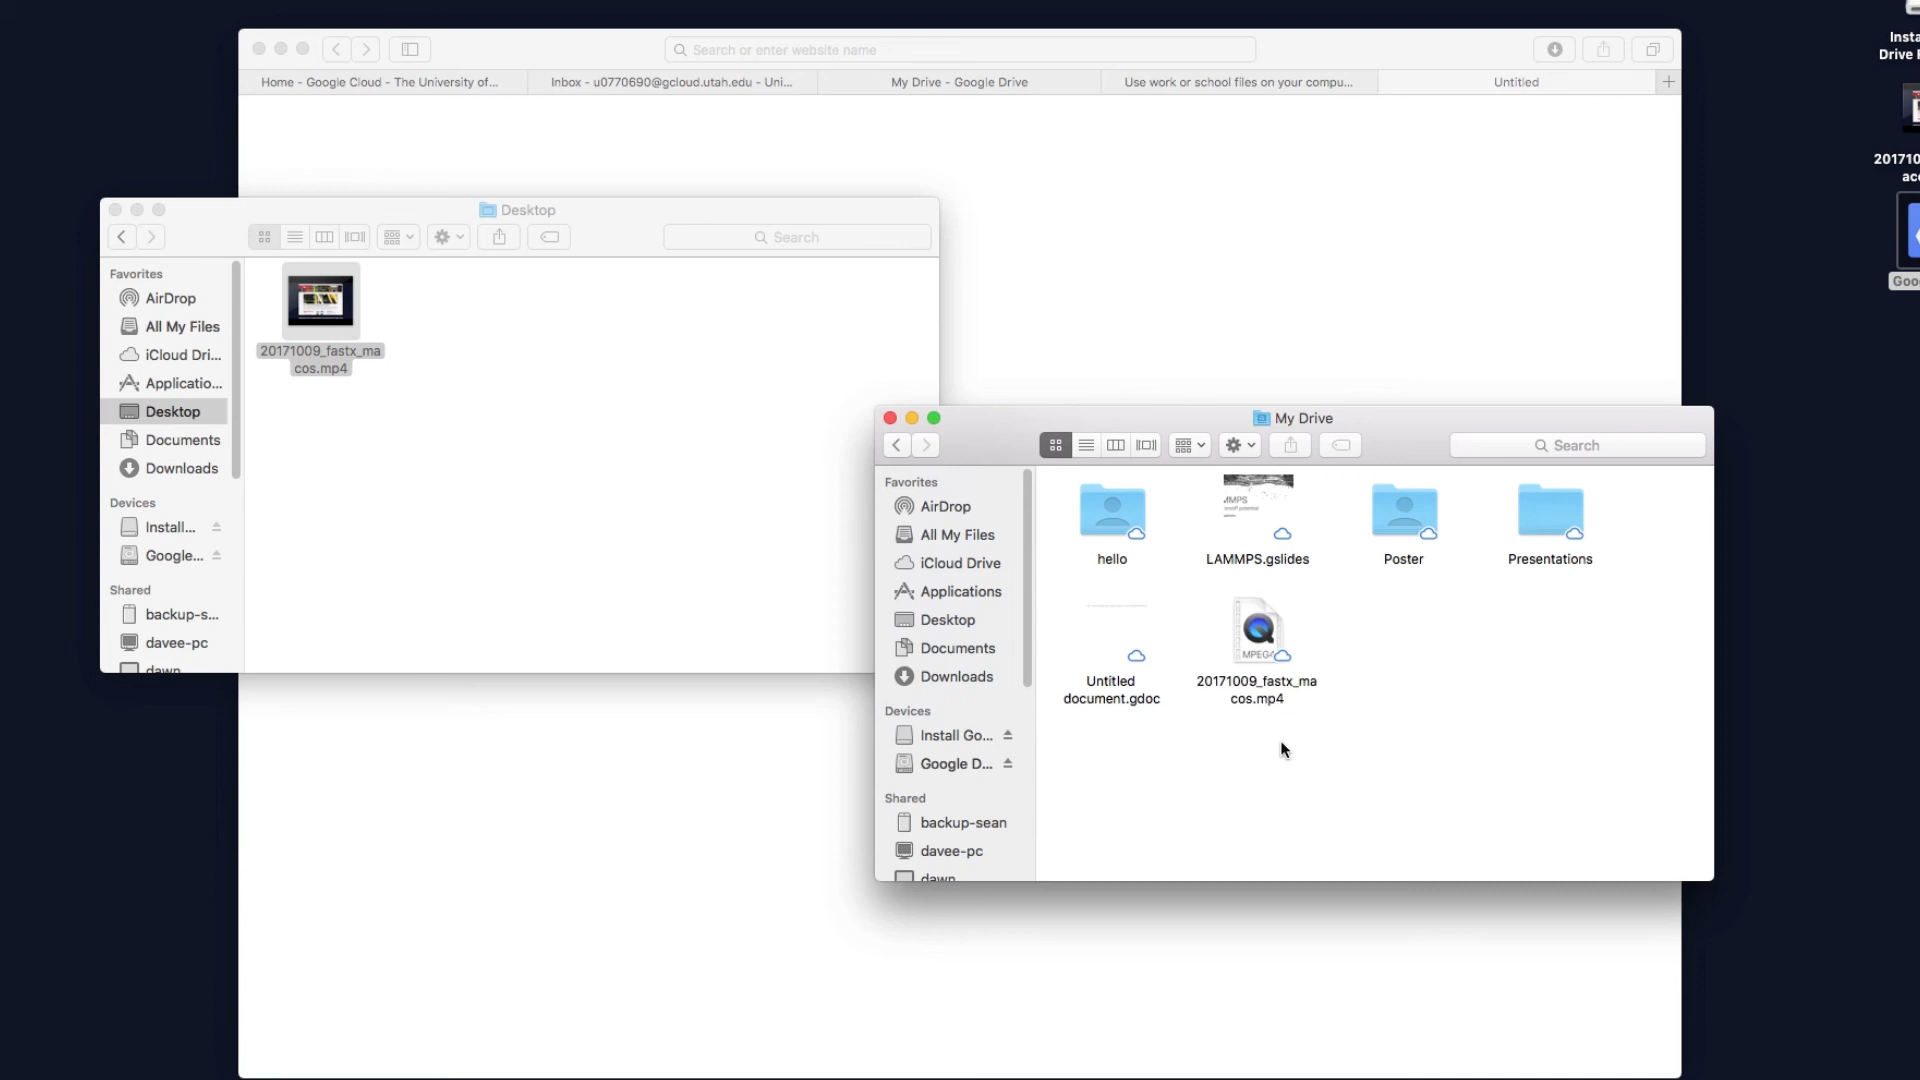 Insta
Drive F
Search or enter website name
Home - Google Cloud - The University of...
Inbox - u0770690@gcloud.utah.edu - Uni...
My Drive - Google Drive
Use work or school files on your compu...
Untitled
201710
acc
Goo
Desktop
Search
Favorites
AirDrop
All My Files
iCloud Dri...
Applicatio...
Desktop
Documents
Downloads
Devices
Install...
Google...
Shared
backup-s...
davee-pc
dawn
20171009_fastx_ma
cos.mp4
My Drive
Search
Favorites
AirDrop
All My Files
iCloud Drive
Applications
Desktop
Documents
Downloads
Devices
Install Go...
Google D...
Shared
backup-sean
davee-pc
dawn
hello
LAMMPS.gslides
Poster
Presentations
Untitled
document.gdoc
MPEG4
20171009_fastx_ma
cos.mp4